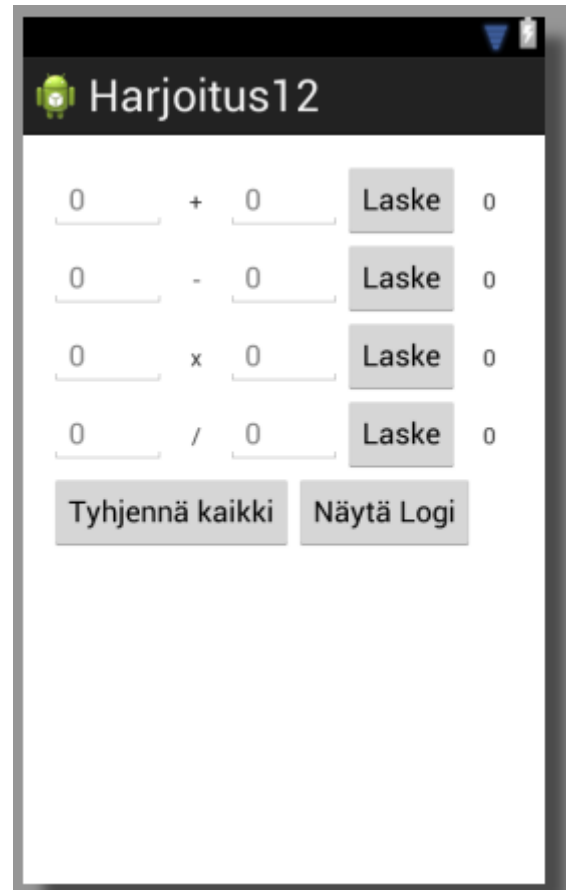 Harjoitus12
0 + 0 Laske 0
0 - 0 Laske 0
0 x 0 Laske 0
0 / 0 Laske 0
Tyhjennä kaikki Näytä Logi